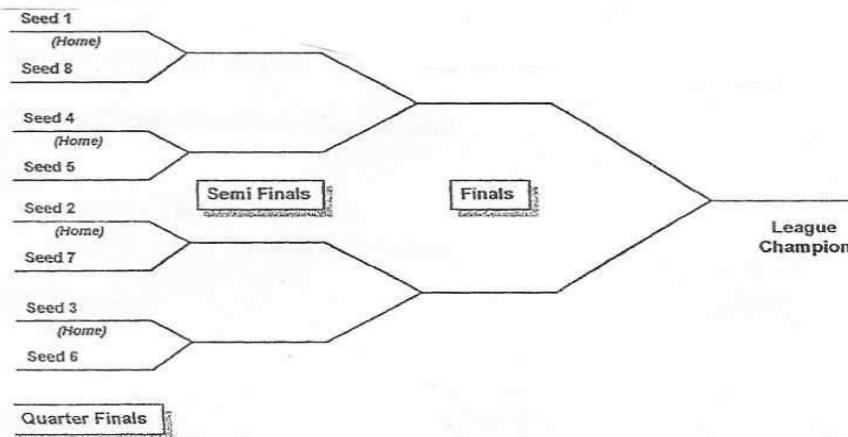 Seed 1
(Home)
Seed 8
Seed 4
(Home)
Seed 5
Semi Finals
Finals
Seed 2
(Home)
Seed 7
League
Champion
Seed 3
(Home)
Seed 6
Quarter Finals